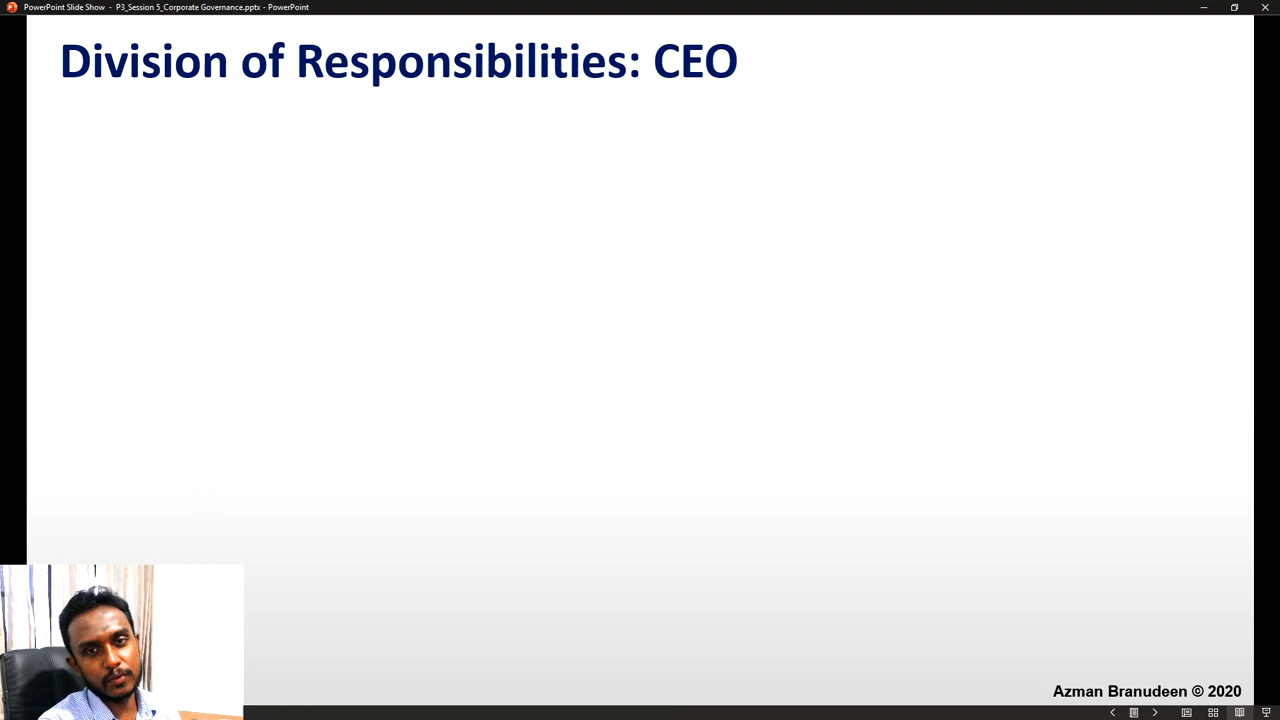 PowerPoint Slide Show - P3_Session 5_Corporate Governance.pptx - PowerPoint
Division of Responsibilities: CEO
Azman Branudeen © 2020